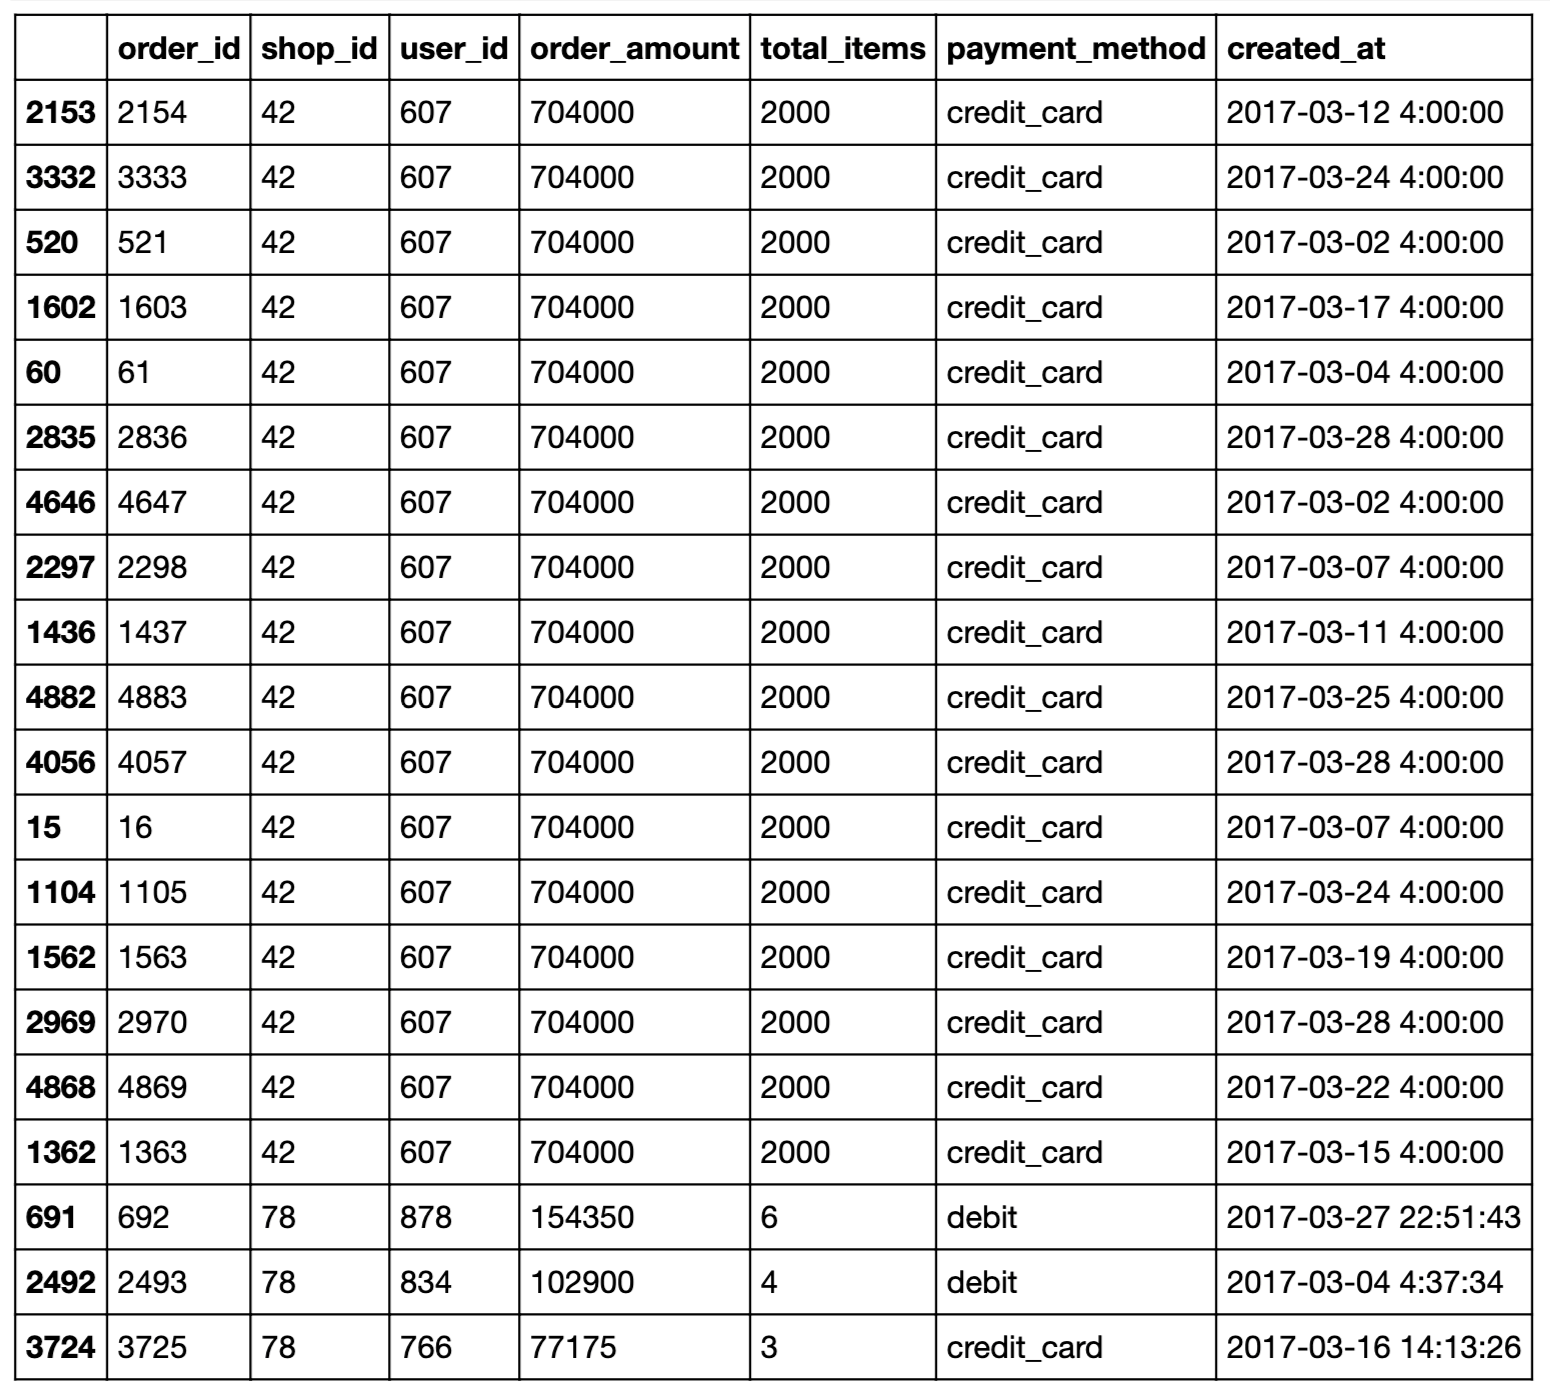 order_id shop_id user_id order_amount total_items payment_method created_at
2153 2154 42 607 704000 2000 credit_card 2017-03-12 4:00:00
3332 3333 42 607 704000 2000 credit_card 2017-03-24 4:00:00
520 521 42 607 704000 2000 credit_card 2017-03-02 4:00:00
1602 1603 42 607 704000 2000 credit_card 2017-03-17 4:00:00
60 61 42 607 704000 2000 credit_card 2017-03-04 4:00:00
2835 2836 42 607 704000 2000 credit_card 2017-03-28 4:00:00
4646 4647 42 607 704000 2000 credit_card 2017-03-02 4:00:00
2297 2298 42 607 704000 2000 credit_card 2017-03-07 4:00:00
1436 1437 42 607 704000 2000 credit_card 2017-03-11 4:00:00
4882 4883 42 607 704000 2000 credit_card 2017-03-25 4:00:00
4056 4057 42 607 704000 2000 credit_card 2017-03-28 4:00:00
15 16 42 607 704000 2000 credit_card 2017-03-07 4:00:00
1104 1105 42 607 704000 2000 credit_card 2017-03-24 4:00:00
1562 1563 42 607 704000 2000 credit_card 2017-03-19 4:00:00
2969 2970 42 607 704000 2000 credit_card 2017-03-28 4:00:00
4868 4869 42 607 704000 2000 credit_card 2017-03-22 4:00:00
1362 1363 42 607 704000 2000 credit_card 2017-03-15 4:00:00
691 692 78 878 154350 6 debit 2017-03-27 22:51:43
2492 2493 78 834 102900 4 debit 2017-03-04 4:37:34
3724 3725 78 766 77175 3 credit_card 2017-03-16 14:13:26